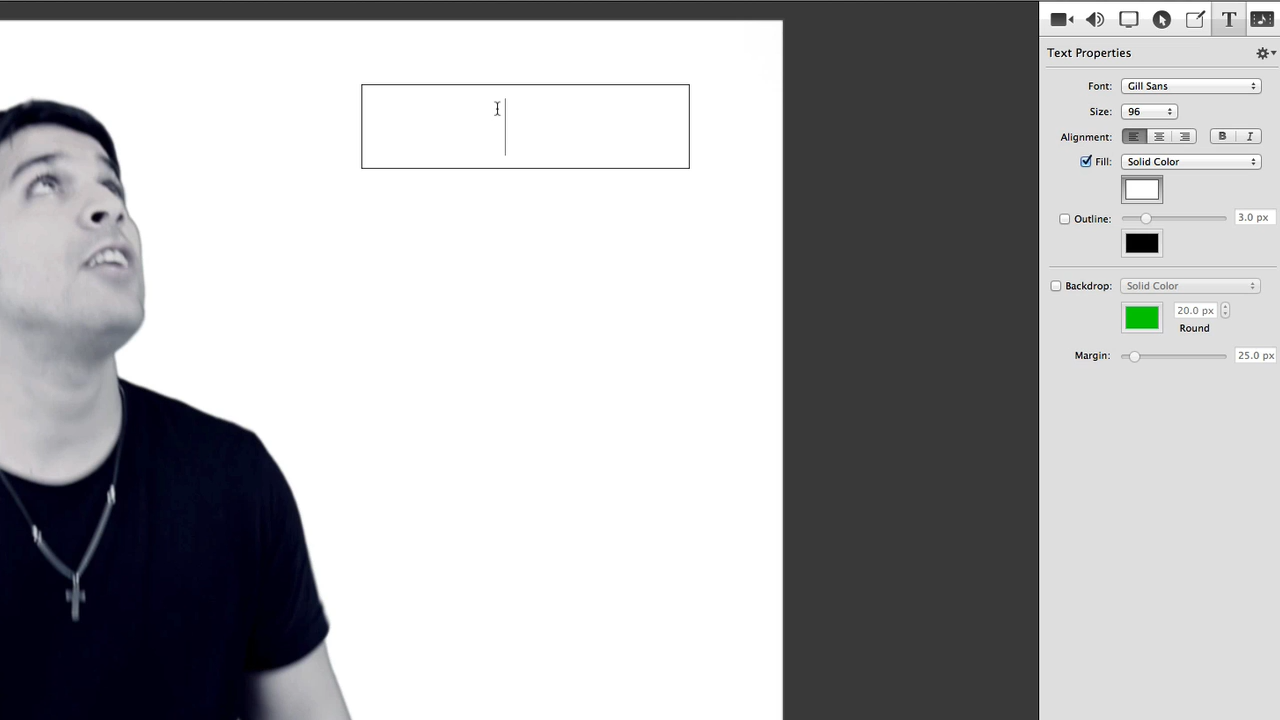 T
Text Properties
Font: Gill Sans
Size: 96
Alignment: B I
Fill: Solid Color
Outline: 3.0 px
Backdrop: Solid Color
20.0 px
Round
Margin: 25.0 px